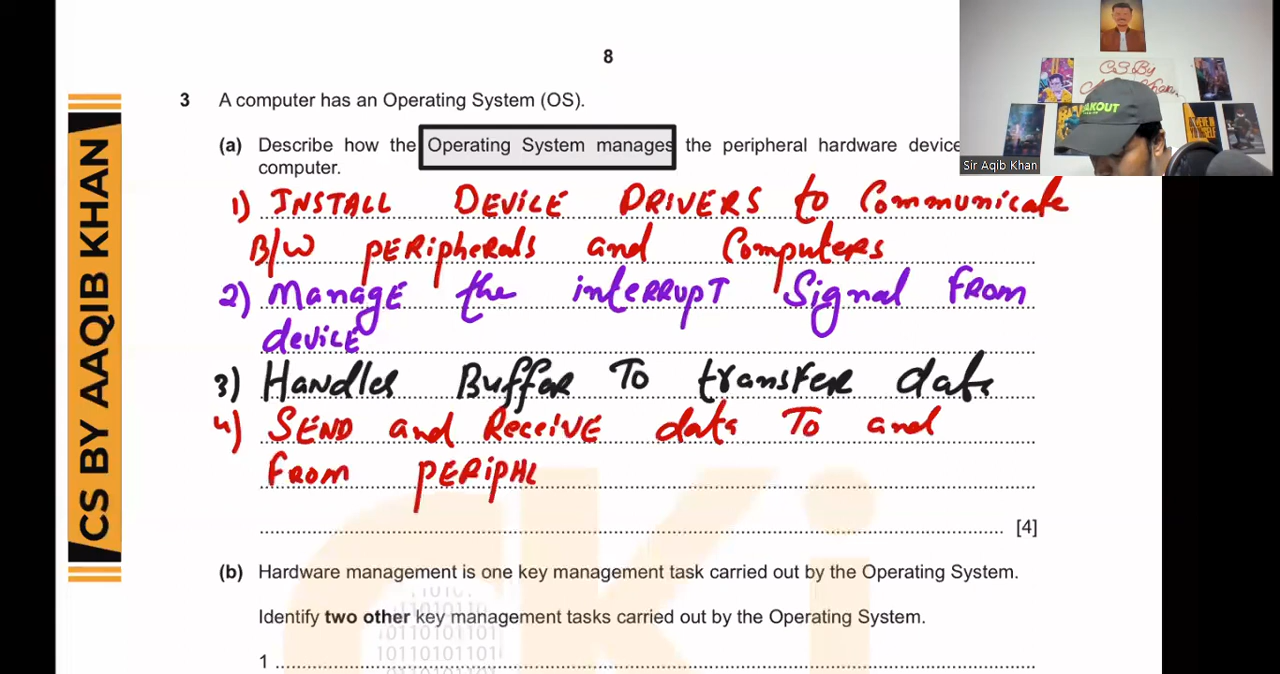 8
3 A computer has an Operating System (OS).
(a) Describe how the Operating System manages the peripheral hardware device
computer.
1) INSTALL DEVICE DRIVERS to Communicate
B/W PERipherals and Computers
2) Manage the interrupt Signal From
device
3) Handles Buffer To transfer data
4) SEND and Receive data To and
From PERIPHE
[4]
(b) Hardware management is one key management task carried out by the Operating System.
Identify two other key management tasks carried out by the Operating System.
1
CS BY AAQIB KHAN
CS By
AKOUT
Sir Aqib Khan